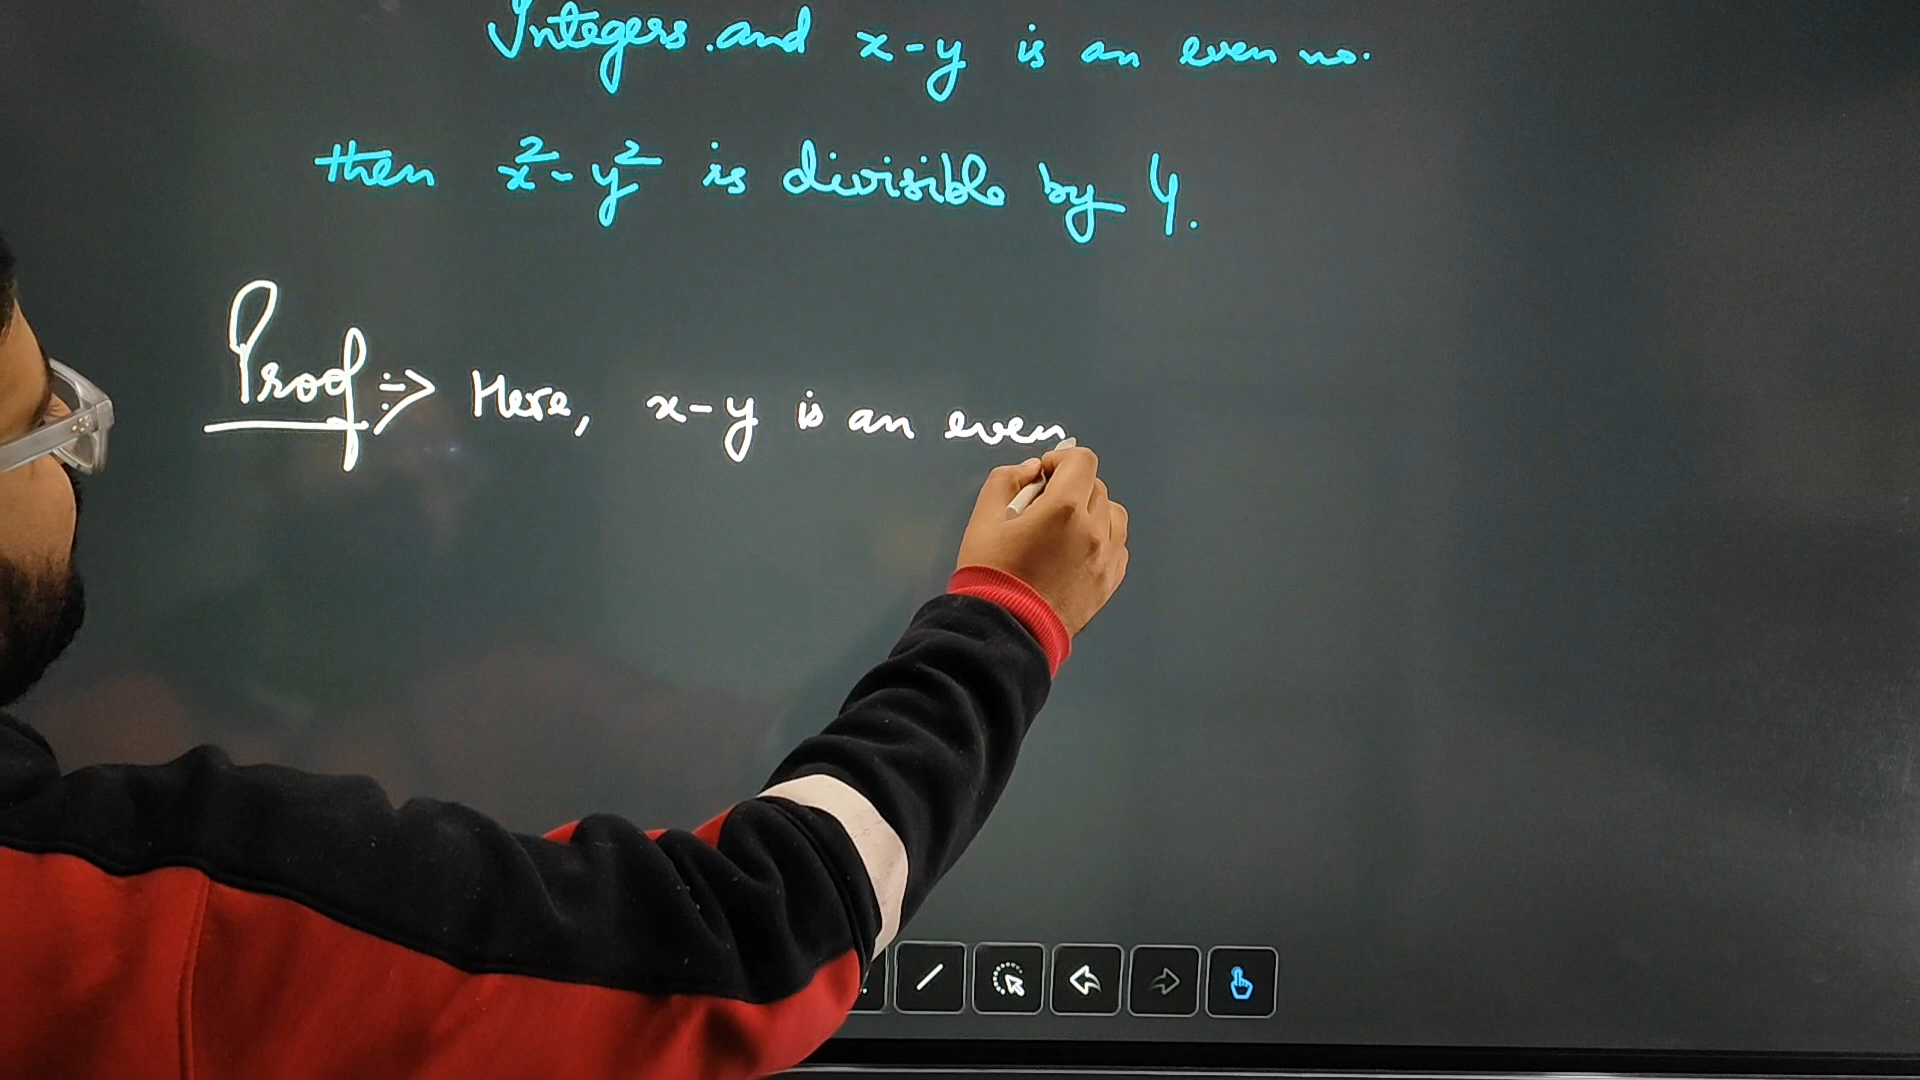 Integers. and x-y is an even no.
then x²-y² is divisible by 4.
Proof:-> Here, x-y is an even